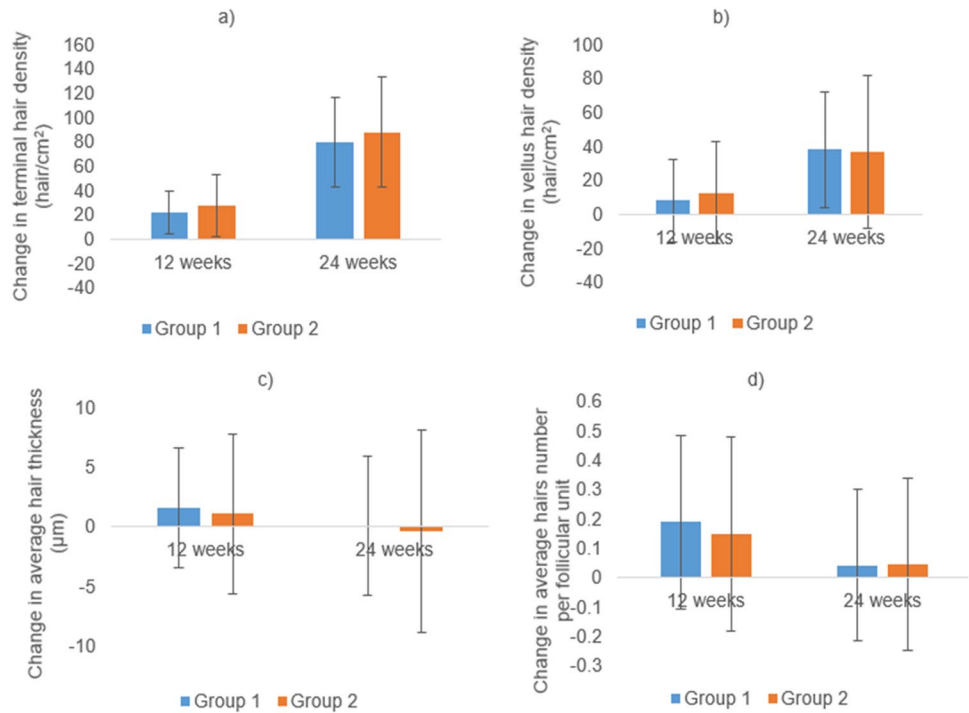 a)
Change in terminal hair density
(hair/cm²)
160
140
120
100
80
60
40
20
0
-20
-40
12 weeks
24 weeks
Group 1
Group 2
b)
Change in vellus hair density
(hair/cm²)
100
80
60
40
20
0
-20
-40
12 weeks
24 weeks
Group 1
Group 2
c)
Change in average hair thickness
(µm)
10
5
0
-5
-10
12 weeks
24 weeks
Group 1
Group 2
d)
Change in average hairs number
per follicular unit
0.6
0.5
0.4
0.3
0.2
0.1
0
-0.1
-0.2
-0.3
12 weeks
24 weeks
Group 1
Group 2